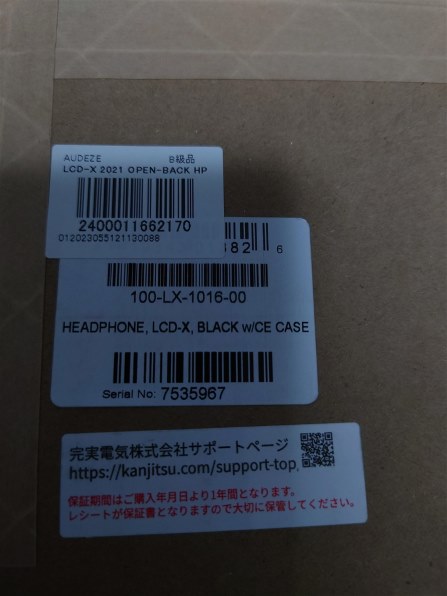 AUDEZE B級品
LCD-X 2021 OPEN-BACK HP
2400011662170
012023055121130088
382 6
100-LX-1016-00
HEADPHONE, LCD-X, BLACK w/CE CASE
Serial No: 7535967
完実電気株式会社サポートページ
https://kanjitsu.com/support-top
保証期間はご購入年月日より1年間となります。
レシートが保証書となりますので大切に保管してください。